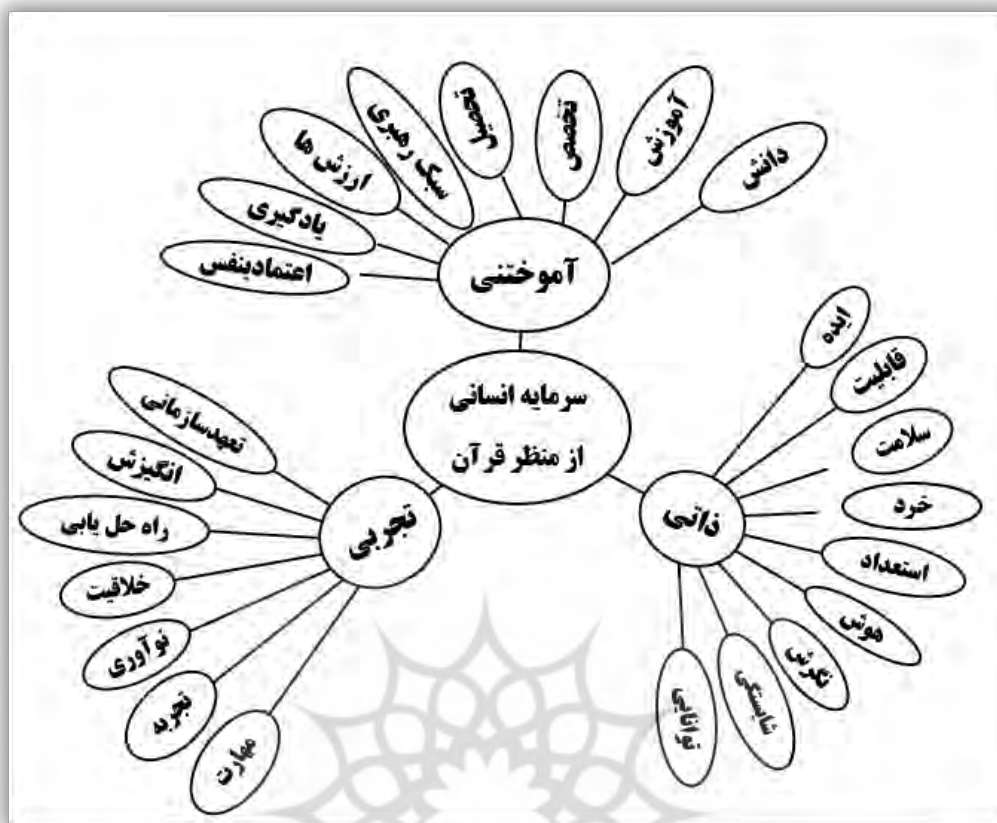 سرمایه انسانی
از منظر قرآن
آموختنی
دانش
آموزش
تخصص
تحصیل
سبک رهبری
ارزش ها
یادگیری
اعتمادبنفس
ذاتی
ایده
قابلیت
سلامت
خرد
استعداد
هوش
نگرش
شایستگی
توانایی
تجربی
تعهدسازمانی
انگیزش
راه حل یابی
خلاقیت
نوآوری
تجربه
مهارت